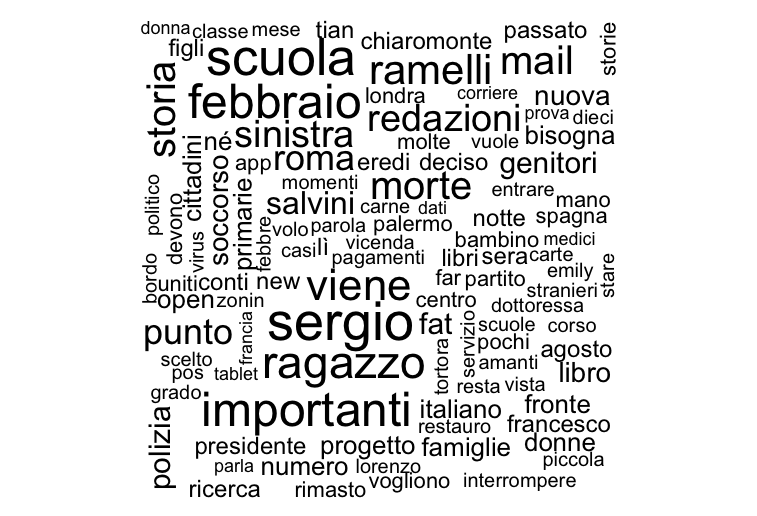 donna classe mese tian passato storie
figli scuola chiaromonte
ramelli mail
storia febbraio londra corriere nuova
redazioni prova dieci
né sinistra molte vuole bisogna
cittadini soccorso app roma eredi deciso genitori
politico devono primarie momenti morte entrare mano
salvini carne dati notte spagna
virus febbre volo parola palermo
casi lì vicenda bambino medici
pagamenti libri sera carte
bordo uniti conti new viene far partito emily stare
open zonin centro stranieri
dottoressa
punto francia sergio fat servizio scuole corso
pochi agosto
scelto ragazzo tortora amanti
pos tablet libro
grado resta vista
polizia importanti italiano fronte
restauro francesco
presidente progetto famiglie donne
parla numero lorenzo piccola
ricerca rimasto vogliono interrompere